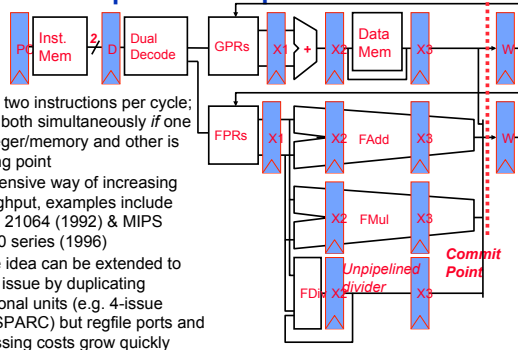 PC
Inst.
Mem
2
D
Dual
Decode
GPRs
X1
+
X2
Data
Mem
X3
W
FPRs
X1
X2
FAdd
X3
W
X2
FMul
X3
FDi
X2
Unpipelined
divider
X3
Commit
Point
two instructions per cycle;
both simultaneously if one
eger/memory and other is
g point
ensive way of increasing
ghput, examples include
21064 (1992) & MIPS
0 series (1996)
e idea can be extended to
issue by duplicating
onal units (e.g. 4-issue
SPARC) but regfile ports and
ssing costs grow quickly